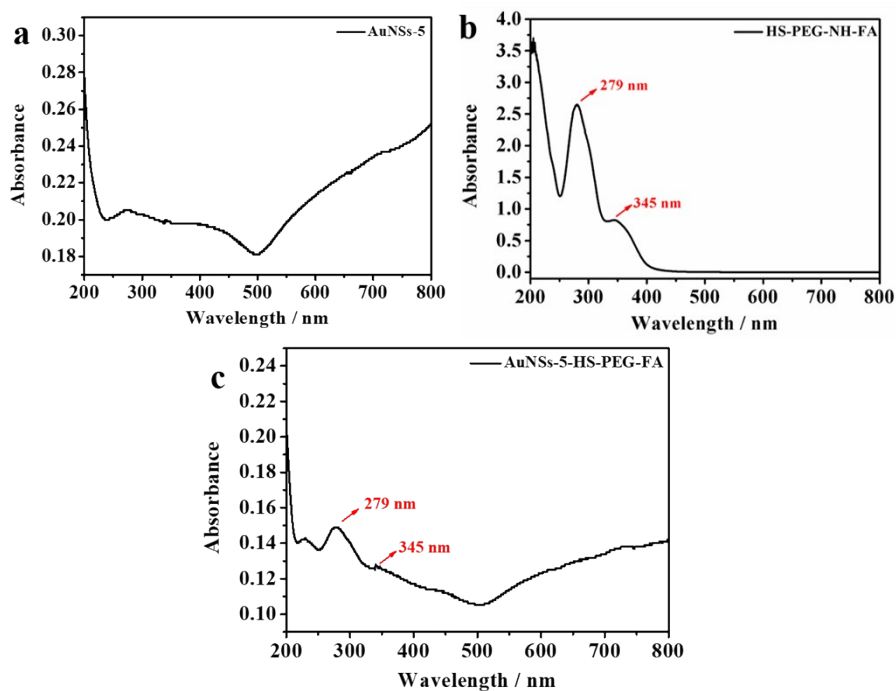 a
AuNSs-5
0.30
0.28
0.26
0.24
0.22
0.20
0.18
Absorbance
200 300 400 500 600 700 800
Wavelength / nm
b
HS-PEG-NH-FA
279 nm
345 nm
4.0
3.5
3.0
2.5
2.0
1.5
1.0
0.5
0.0
Absorbance
200 300 400 500 600 700 800
Wavelength / nm
c
AuNSs-5-HS-PEG-FA
279 nm
345 nm
0.24
0.22
0.20
0.18
0.16
0.14
0.12
0.10
Absorbance
200 300 400 500 600 700 800
Wavelength / nm